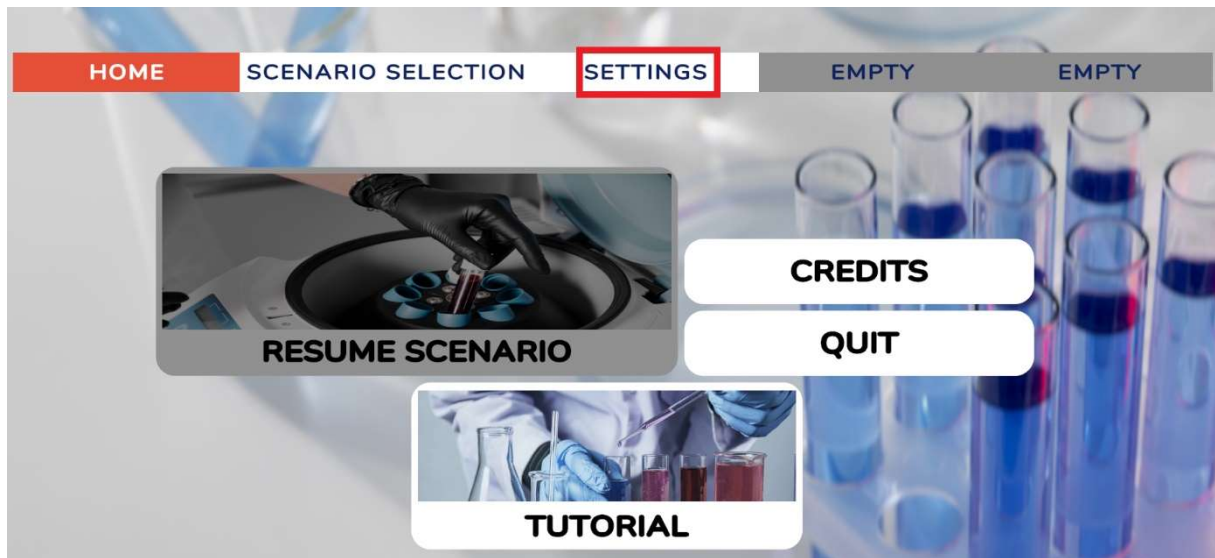 HOME SCENARIO SELECTION SETTINGS EMPTY EMPTY
RESUME SCENARIO
CREDITS
QUIT
TUTORIAL